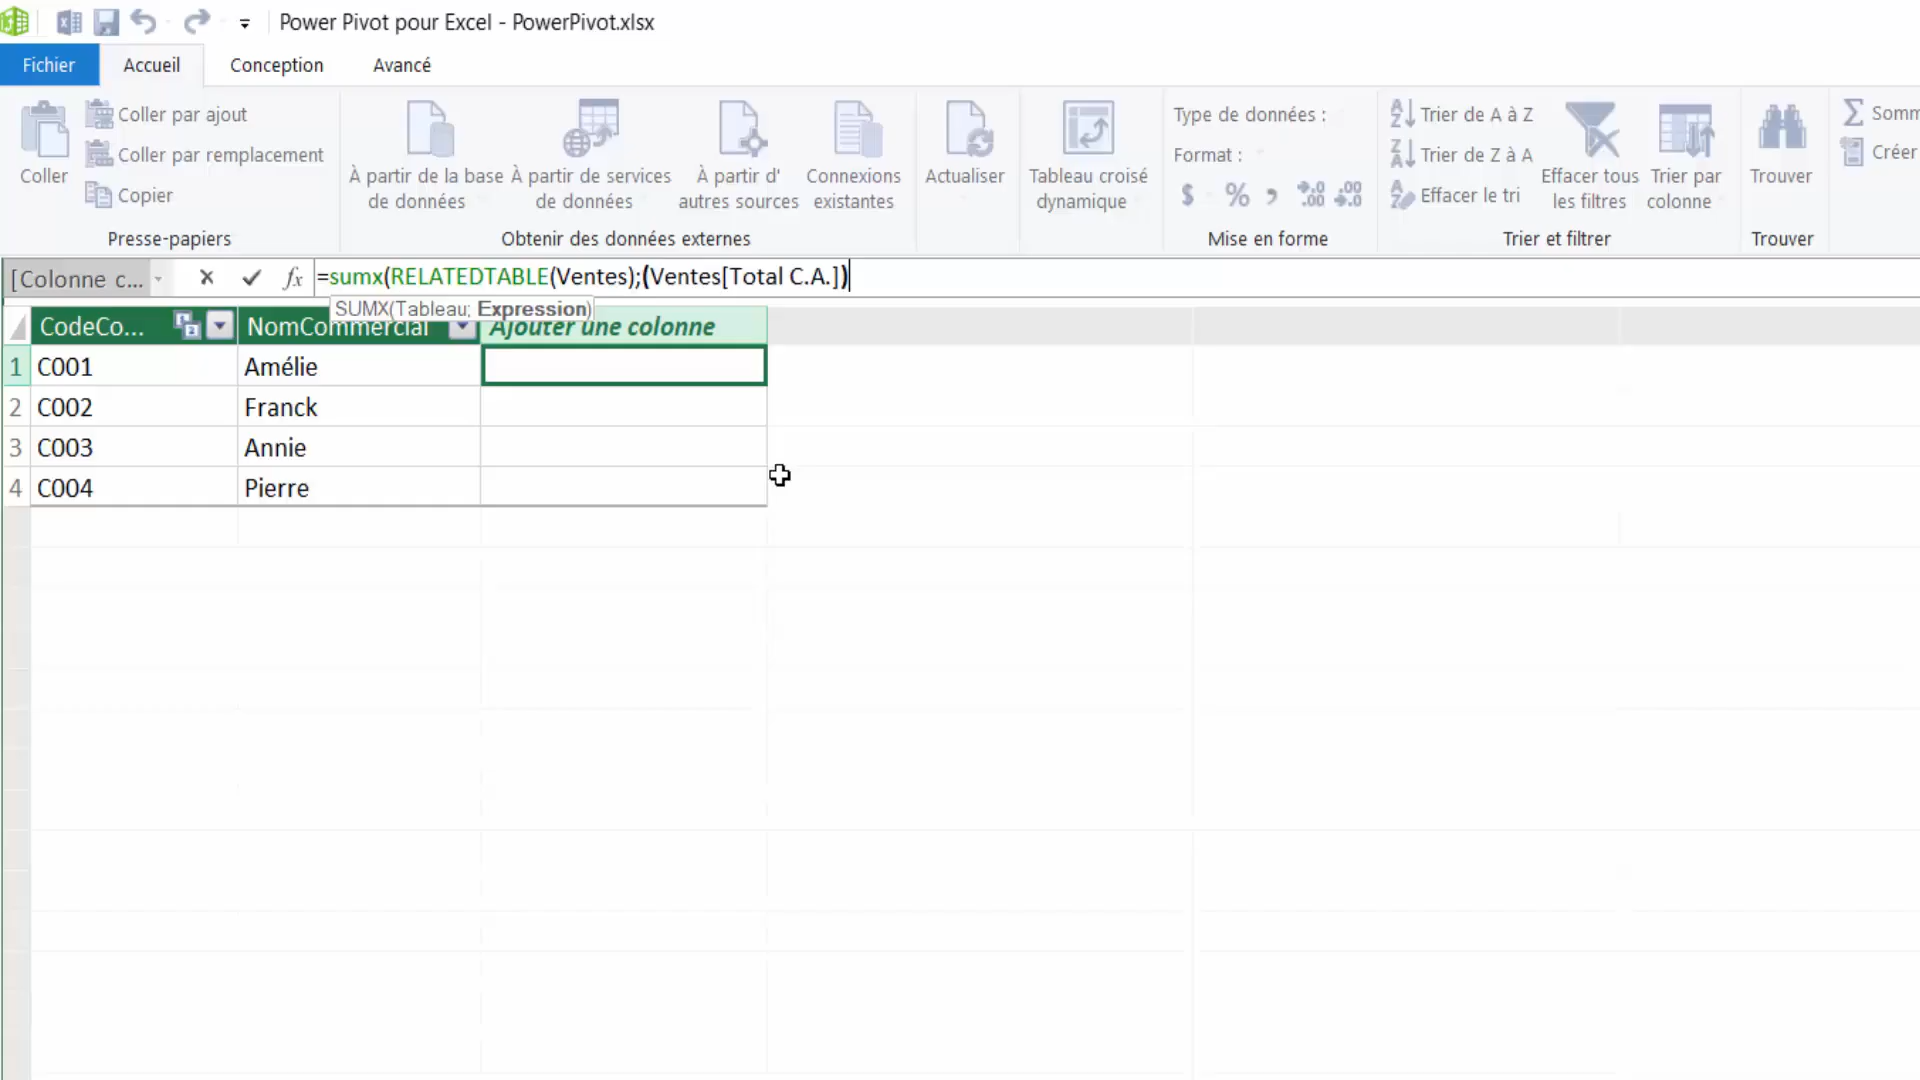 Power Pivot pour Excel - PowerPivot.xlsx
Fichier
Accueil
Conception
Avancé
Coller
Coller par ajout
Coller par remplacement
Copier
Presse-papiers
À partir de la base
de données
À partir de services
de données
À partir d'
autres sources
Connexions
existantes
Obtenir des données externes
Actualiser
Tableau croisé
dynamique
Type de données :
Format :
$ %
Mise en forme
Trier de A à Z
Trier de Z à A
Effacer le tri
Effacer tous
les filtres
Trier par
colonne
Trier et filtrer
Trouver
Trouver
Somm
Créer
[Colonne c...
fx
=sumx(RELATEDTABLE(Ventes);(Ventes[Total C.A.])
SUMX(Tableau; Expression)
CodeCo... NomCommercial Ajouter une colonne
1 C001 Amélie
2 C002 Franck
3 C003 Annie
4 C004 Pierre